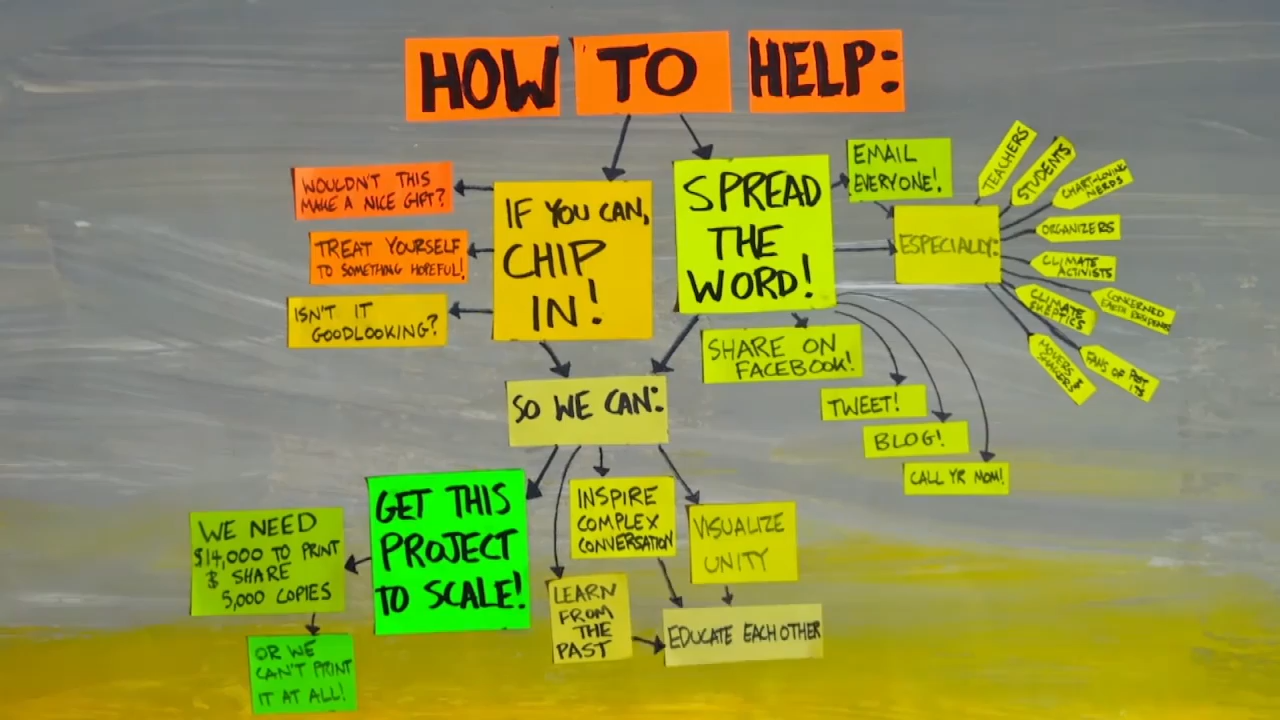 HOW TO HELP:
WOULDN'T THIS
MAKE A NICE GIFT?
TREAT YOURSELF
TO SOMETHING HOPEFUL!
ISN'T IT
GOODLOOKING?
IF YOU CAN,
CHIP
IN!
SPREAD
THE
WORD!
EMAIL
EVERYONE!
ESPECIALLY:
TEACHERS
STUDENTS
CHART-LOVING
NERDS
ORGANIZERS
CLIMATE
ACTIVISTS
CONCERNED
EARTH
CLIMATE
SKEPTICS
FANS OF POST
ITS
MOVERS &
SHAKERS
SHARE ON
FACEBOOK!
TWEET!
BLOG!
CALL YR MOM!
SO WE CAN:
GET THIS
PROJECT
TO SCALE!
WE NEED
$14,000 TO PRINT
& SHARE
5,000 COPIES
OR WE
CAN'T PRINT
IT AT ALL!
INSPIRE
COMPLEX
CONVERSATION
VISUALIZE
UNITY
LEARN
FROM
THE
PAST
EDUCATE EACH OTHER